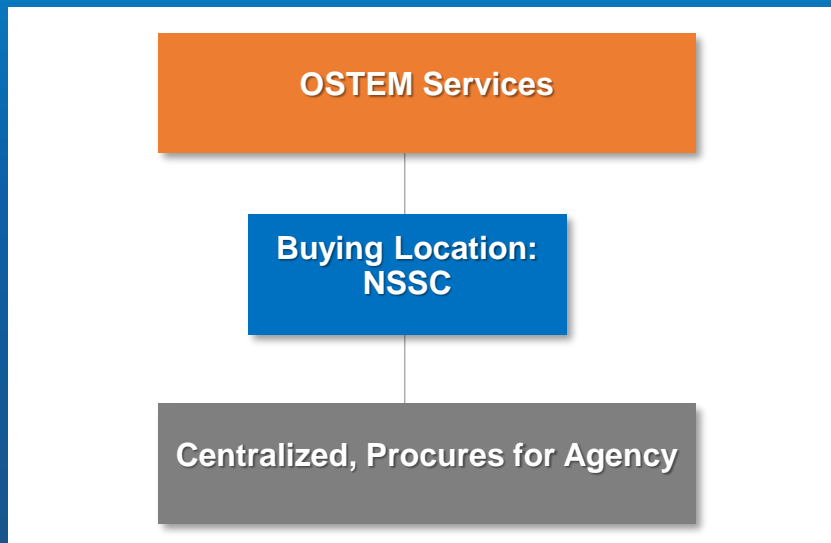 OSTEM Services
Buying Location:
NSSC
Centralized, Procures for Agency